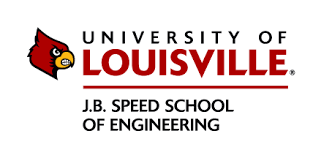 UNIVERSITY OF
LOUISVILLE®
J.B. SPEED SCHOOL
OF ENGINEERING